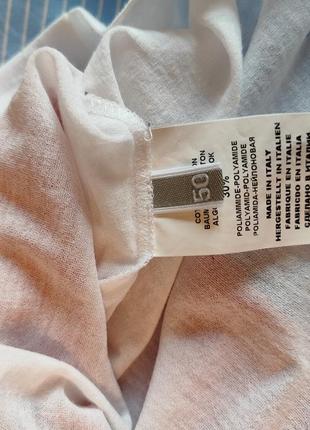 50
30%
POLIAMMIDE-POLYAMIDE
POLYAMID-POLYAMIDE
POLIAMIDA-НЕЙЛОНОВАЯ
MADE IN ITALY
HERGESTELLT IN ITALIEN
FABRIQUE EN ITALIE
FABRICADO EN ITALIA
СДЕЛАНО В ИТАЛИИ